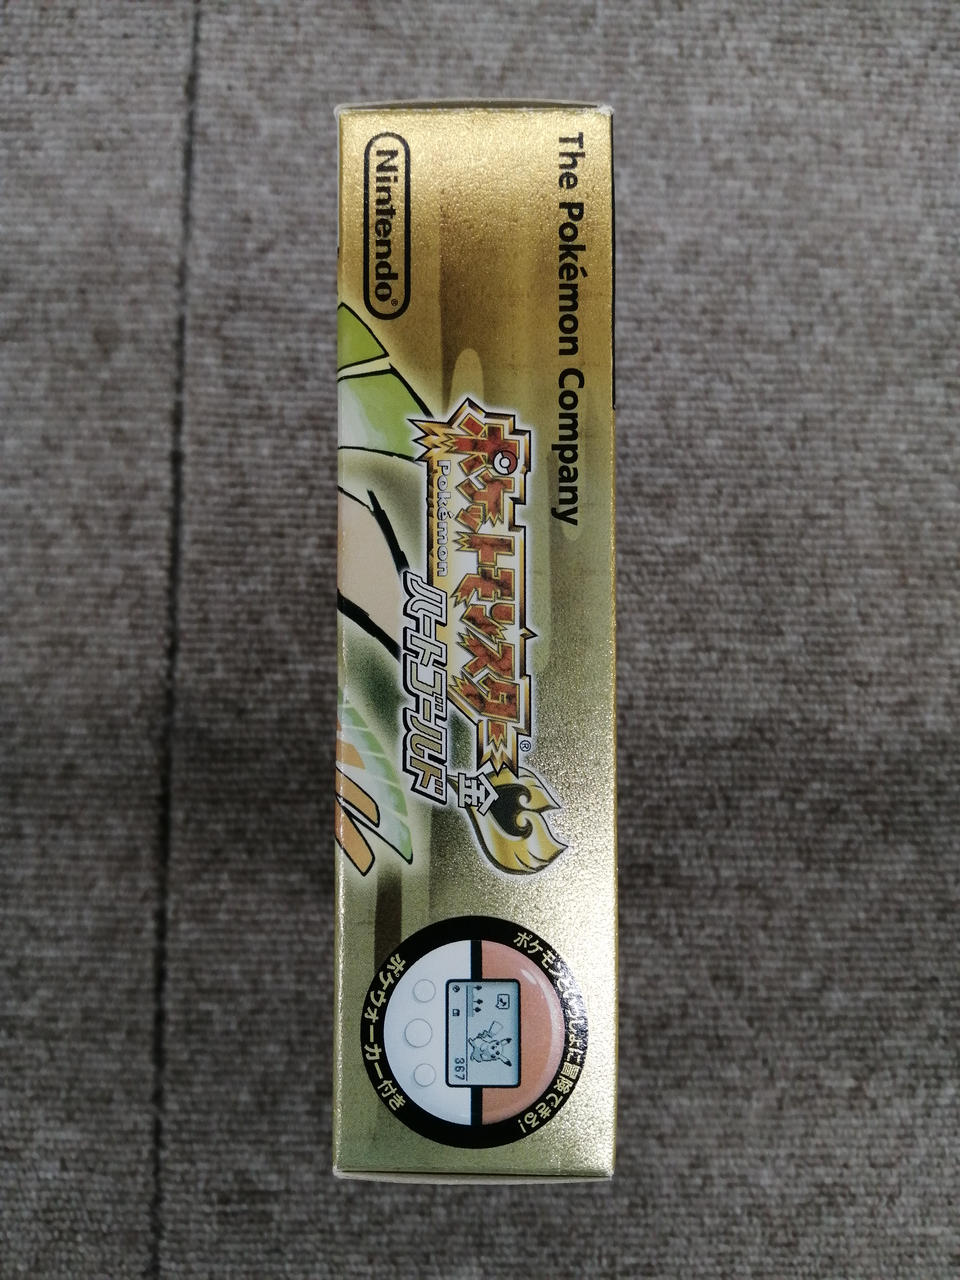 The Pokémon Company
Nintendo®
ポケットモンスター®
Pokémon
ハートゴールド
金
ポケモンといっしょに冒険できる!
867
ポケウォーカー付き